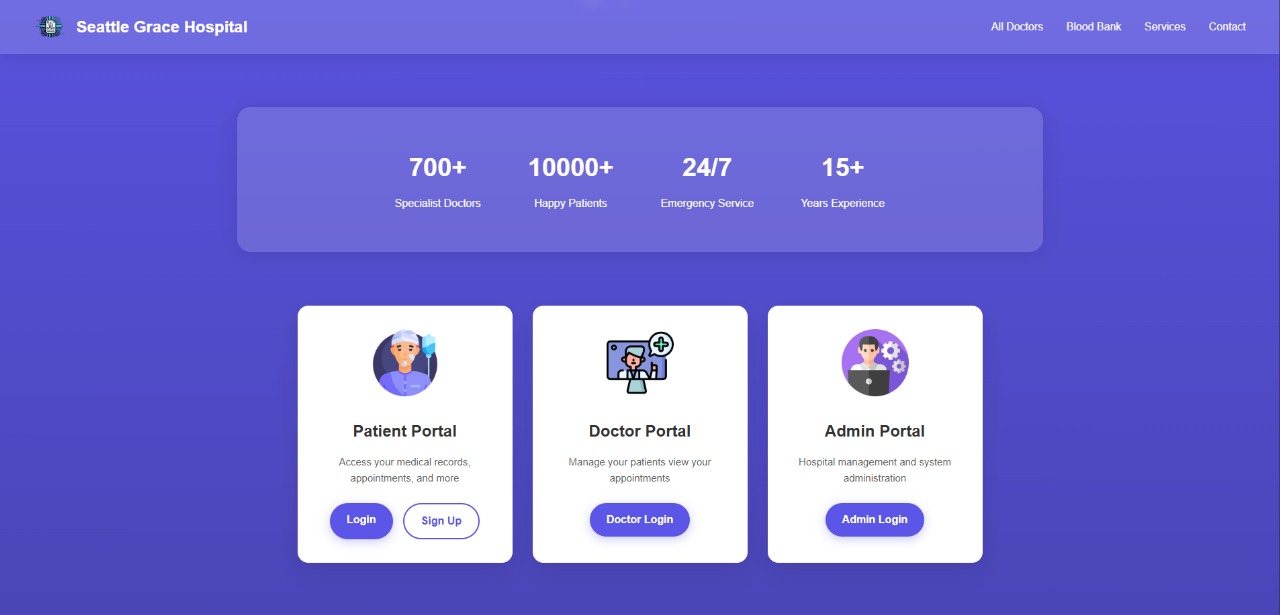 Seattle Grace Hospital
All Doctors Blood Bank Services Contact
700+ 10000+ 24/7 15+
Specialist Doctors Happy Patients Emergency Service Years Experience
Patient Portal
Access your medical records,
appointments, and more
Login Sign Up
Doctor Portal
Manage your patients view your
appointments
Doctor Login
Admin Portal
Hospital management and system
administration
Admin Login